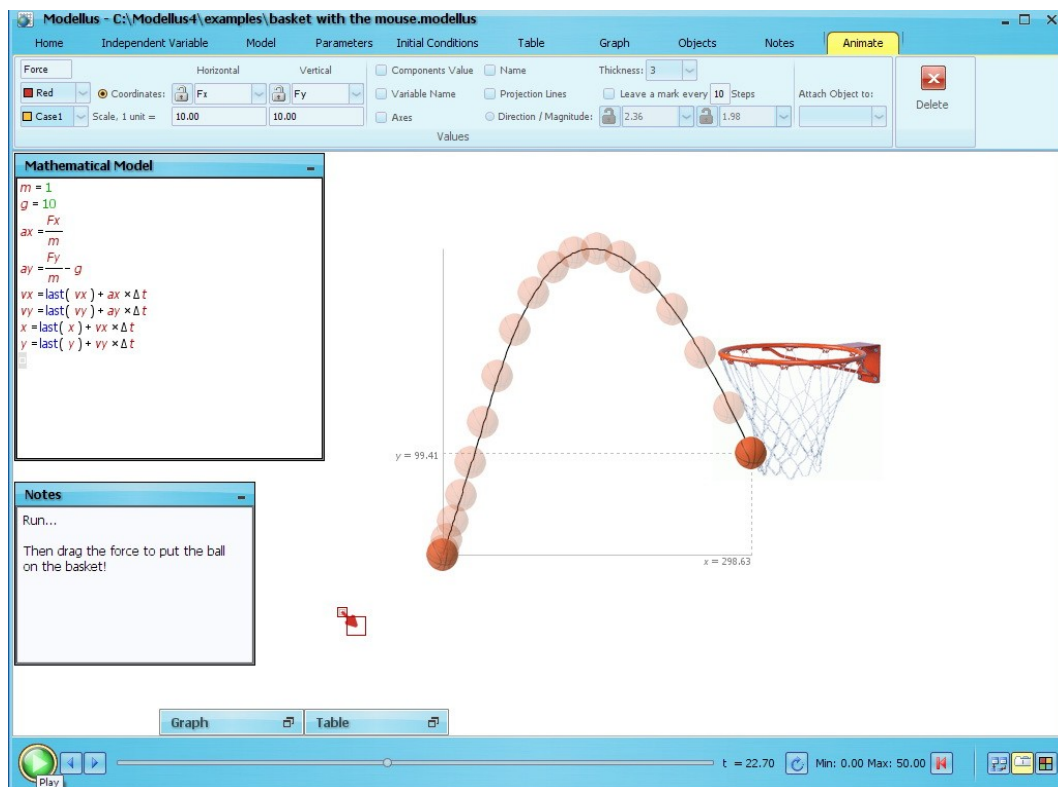 Modellus - C:\Modellus4\examples\basket with the mouse.modellus
Home Independent Variable Model Parameters Initial Conditions Table Graph Objects Notes Animate
Force Horizontal Vertical Components Value Name Thickness: 3
Red Coordinates: Fx Fy Variable Name Projection Lines Leave a mark every 10 Steps Attach Object to: Delete
Case1 Scale, 1 unit = 10.00 10.00 Axes Direction / Magnitude: 2.36 1.98
Values
Mathematical Model
m = 1
g = 10
ax = Fx/m
ay = Fy/m - g
vx = last( vx ) + ax × Δt
vy = last( vy ) + ay × Δt
x = last( x ) + vx × Δt
y = last( y ) + vy × Δt
y = 99.41
x = 298.63
Notes
Run...
Then drag the force to put the ball
on the basket!
Graph Table
t = 22.70 Min: 0.00 Max: 50.00
Play